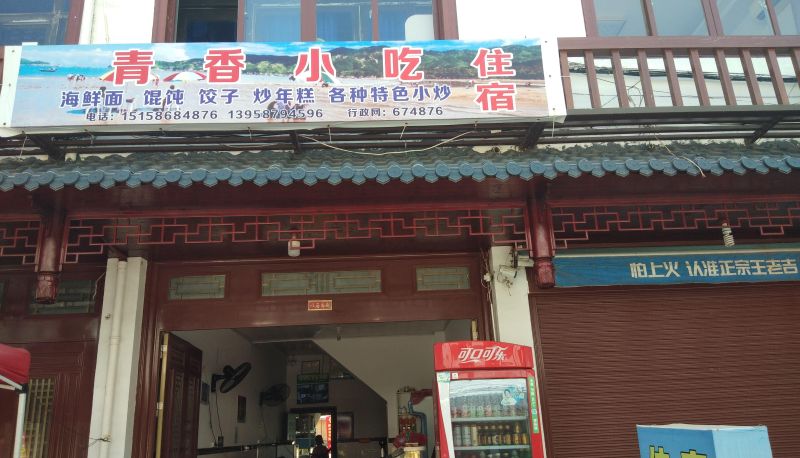 青香小吃 住宿
海鲜面 馄饨 饺子 炒年糕 各种特色小炒
电话：15158684876 13958794596 行政网：674876
怕上火 认准正宗王老吉
可口可乐